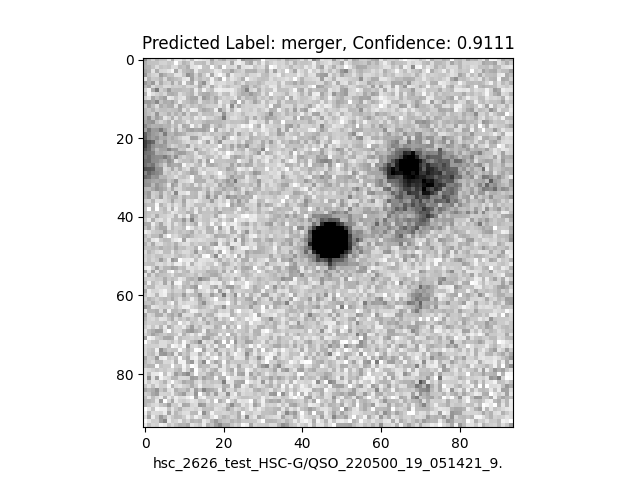 Predicted Label: merger, Confidence: 0.9111
0
20
40
60
80
0 20 40 60 80
hsc_2626_test_HSC-G/QSO_220500_19_051421_9.